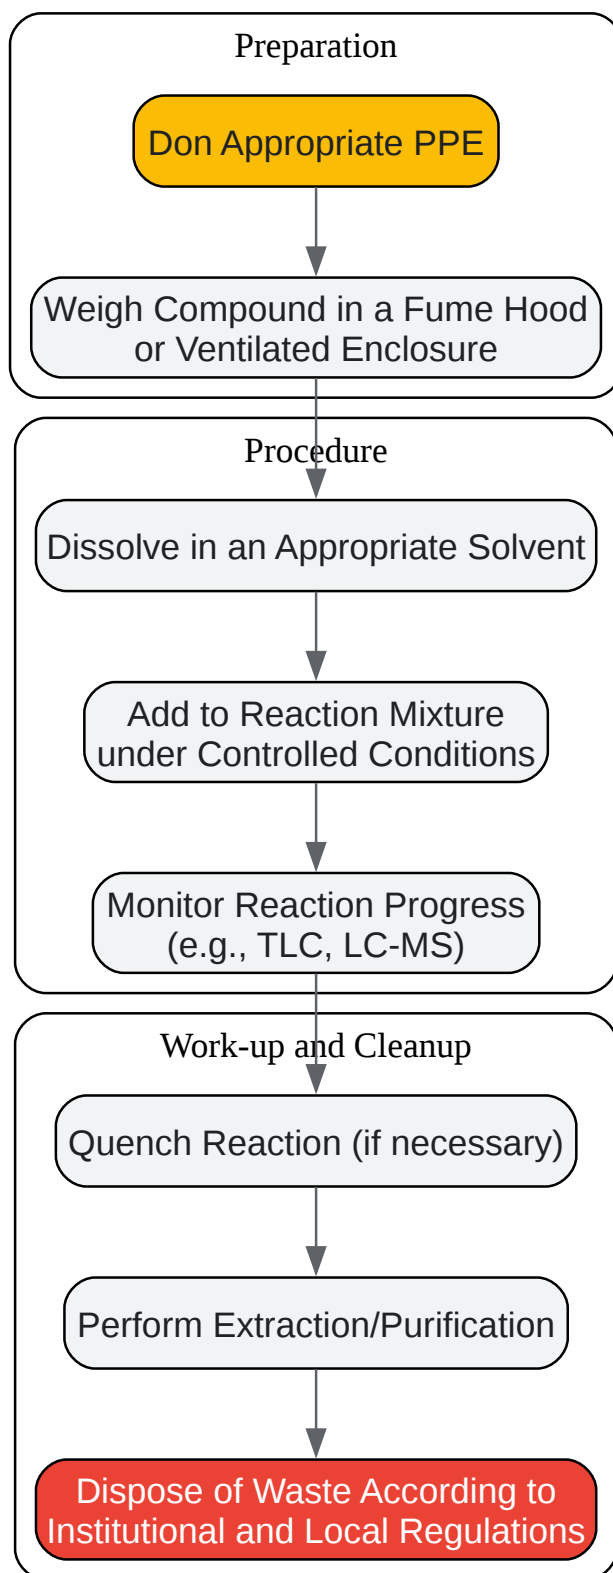 Preparation
Don Appropriate PPE
Weigh Compound in a Fume Hood
or Ventilated Enclosure
Procedure
Dissolve in an Appropriate Solvent
Add to Reaction Mixture
under Controlled Conditions
Monitor Reaction Progress
(e.g., TLC, LC-MS)
Work-up and Cleanup
Quench Reaction (if necessary)
Perform Extraction/Purification
Dispose of Waste According to
Institutional and Local Regulations